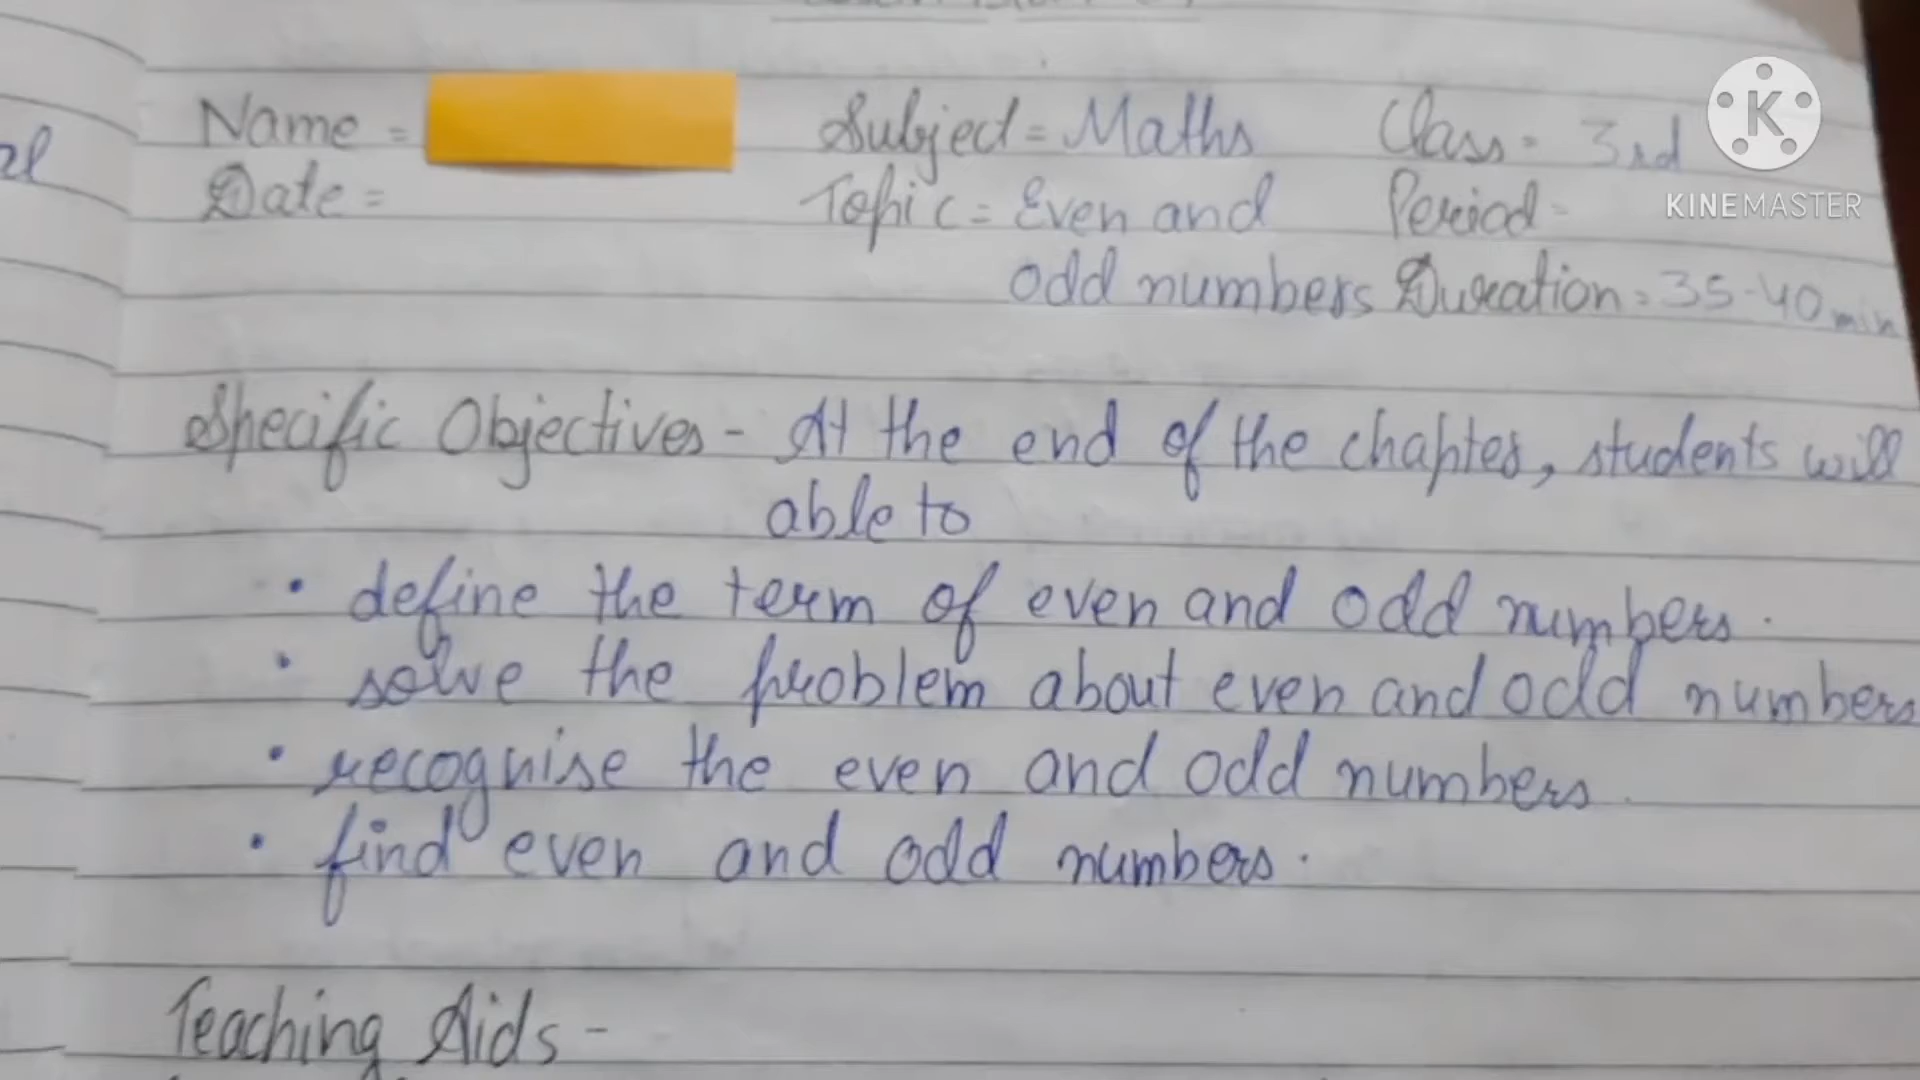 Name = Subject = Maths Class = 3rd
Date = Topic = Even and Period =
odd numbers Duration = 35-40 min
Specific Objectives - At the end of the chapter, students will
able to
• define the term of even and odd numbers.
• solve the problem about even and odd numbers
• recognise the even and odd numbers.
• find even and odd numbers.
Teaching Aids -
K
KINEMASTER